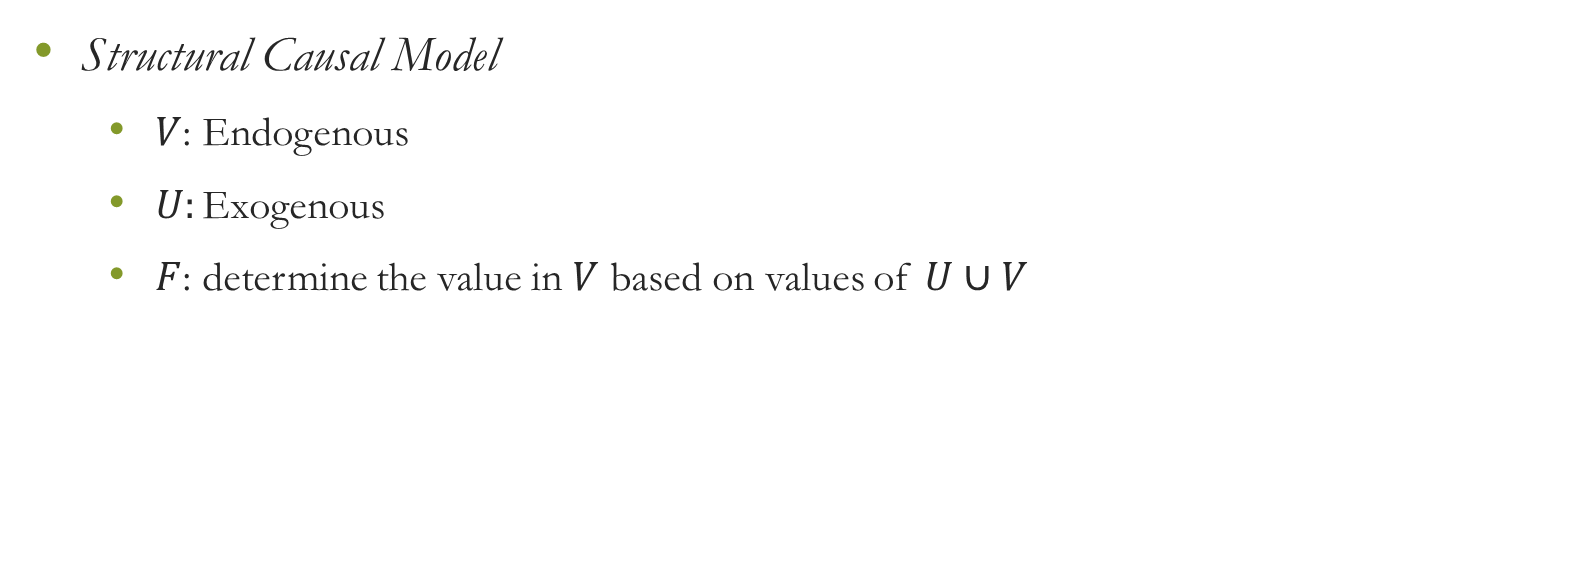 • Structural Causal Model
• V: Endogenous
• U: Exogenous
• F: determine the value in V based on values of U ∪ V